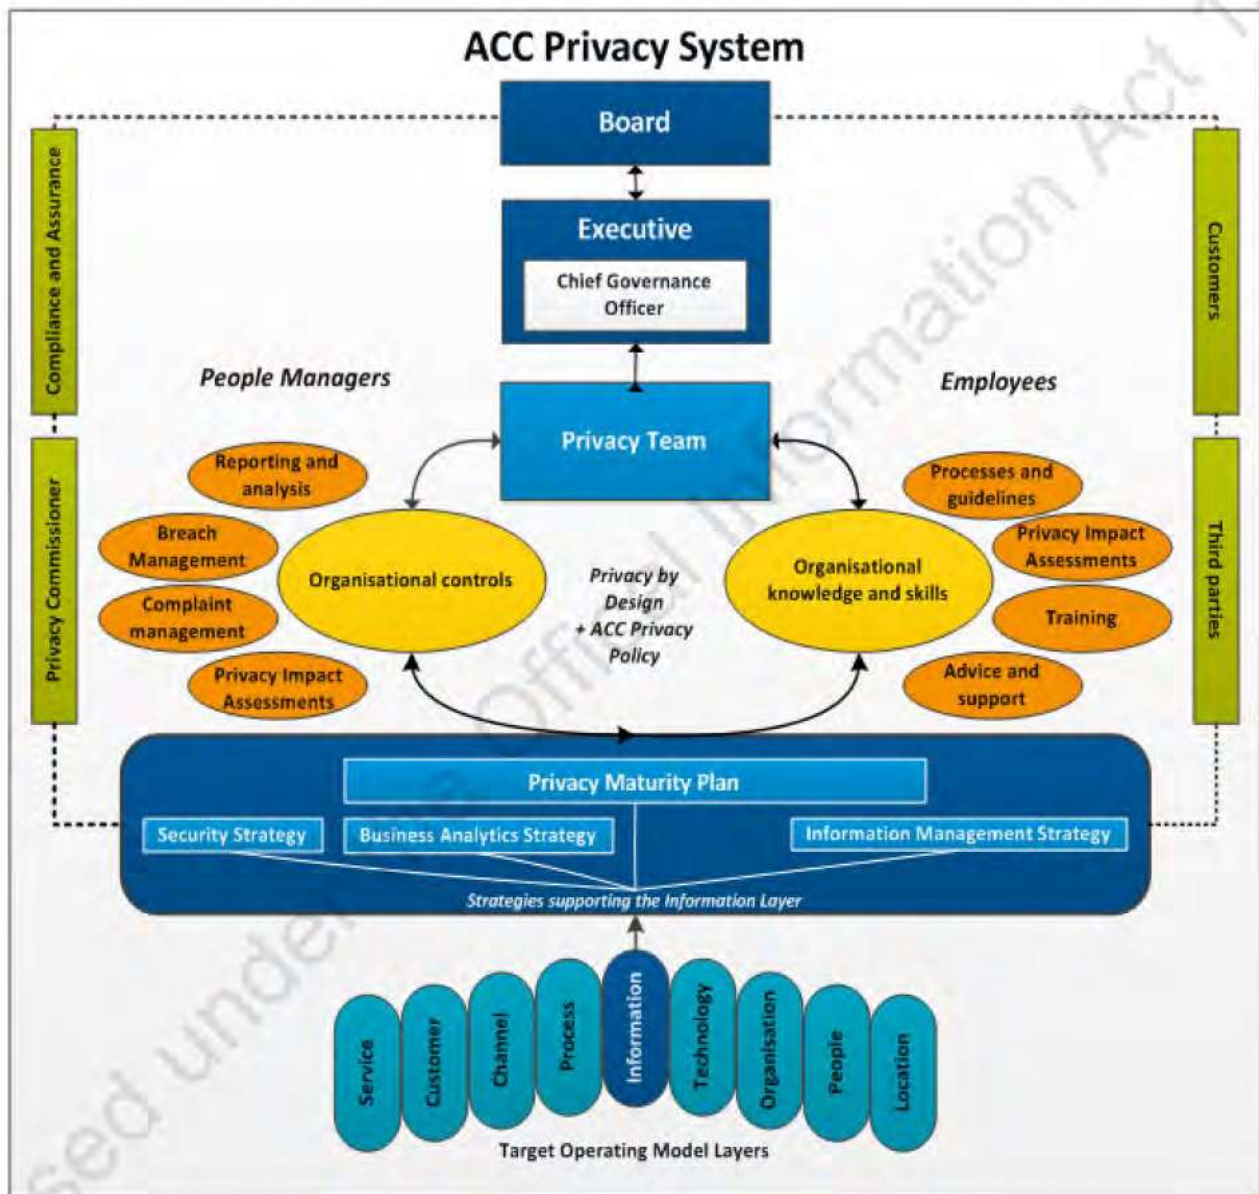 ACC Privacy System
Board
Executive
Chief Governance
Officer
Compliance and Assurance
Customers
People Managers
Employees
Privacy Team
Privacy Commissioner
Third parties
Reporting and
analysis
Breach
Management
Complaint
management
Privacy Impact
Assessments
Organisational controls
Privacy by
Design
+ ACC Privacy
Policy
Organisational
knowledge and skills
Processes and
guidelines
Privacy Impact
Assessments
Training
Advice and
support
Privacy Maturity Plan
Security Strategy
Business Analytics Strategy
Information Management Strategy
Strategies supporting the Information Layer
Service
Customer
Channel
Process
Information
Technology
Organisation
People
Location
Target Operating Model Layers
Official Information Act